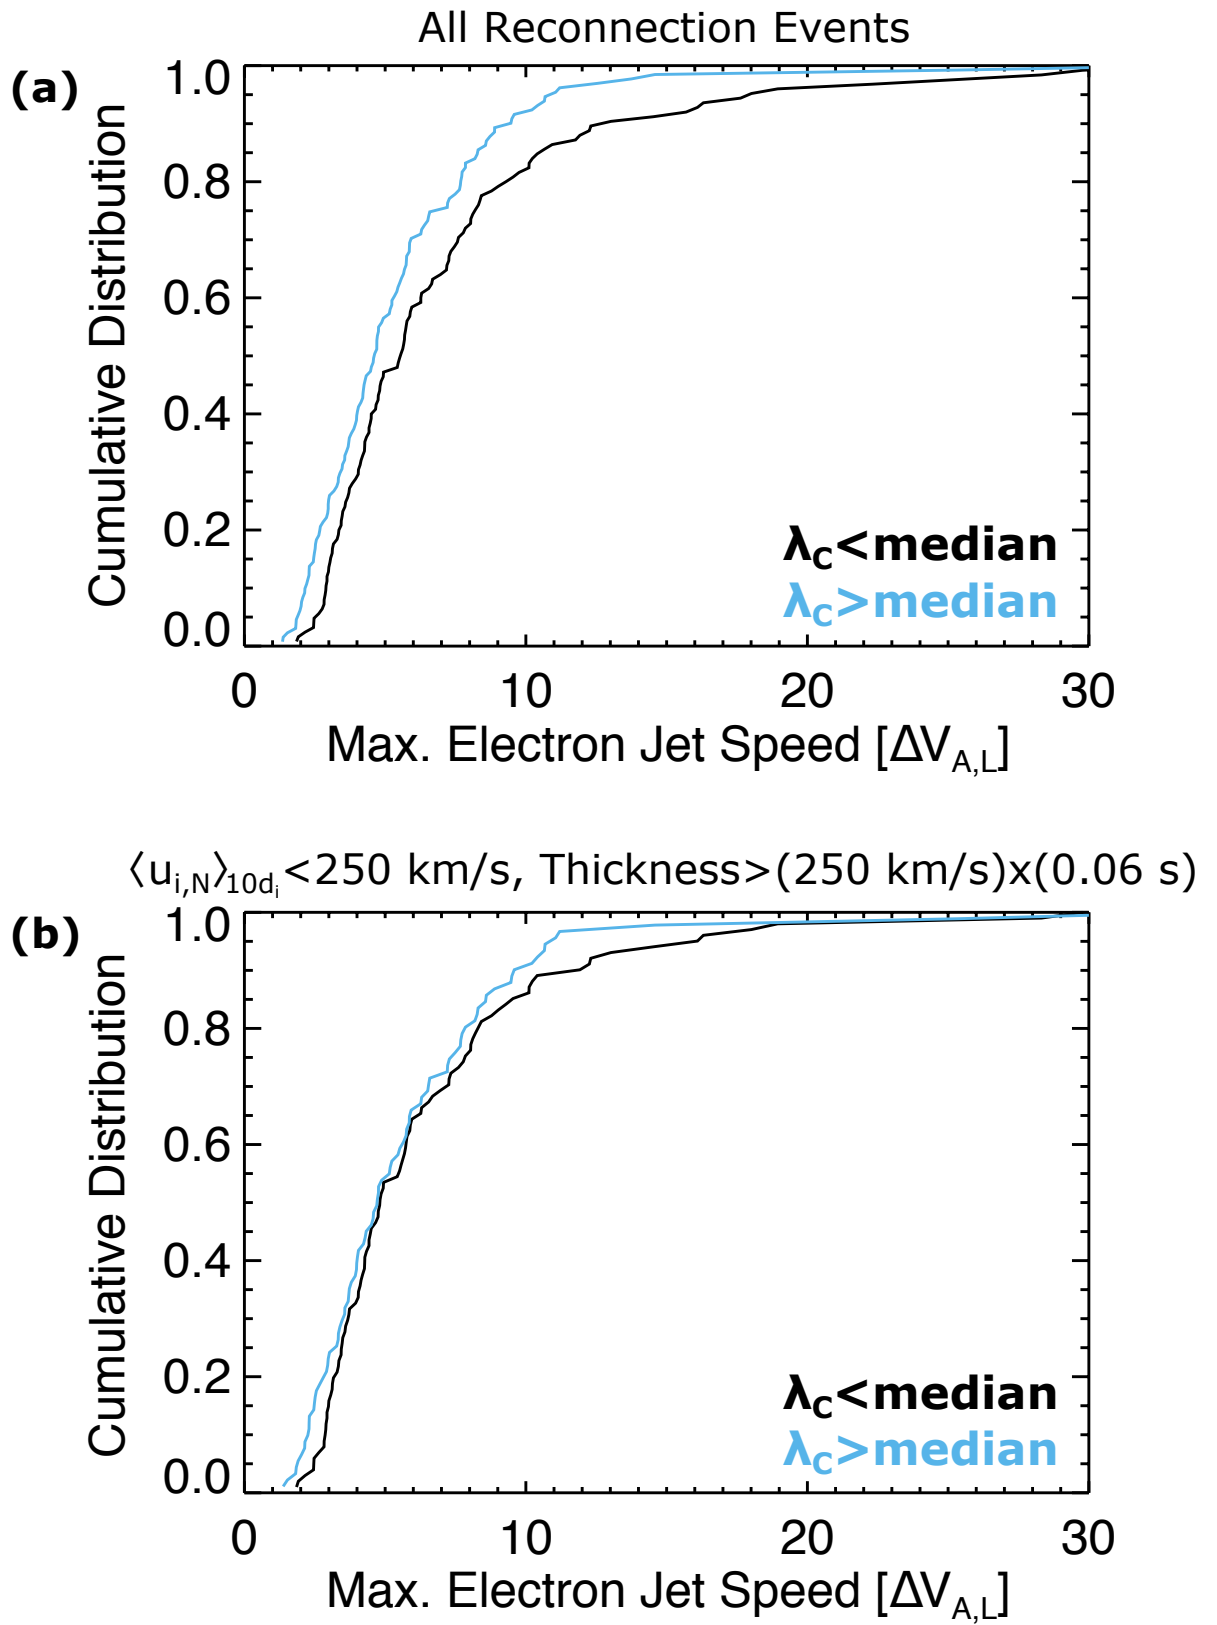 All Reconnection Events
(a)
1.0
0.8
0.6
0.4
0.2
0.0
Cumulative Distribution
λC<median
λC>median
0 10 20 30
Max. Electron Jet Speed [ΔVA,L]
⟨ui,N⟩10di<250 km/s, Thickness>(250 km/s)x(0.06 s)
(b)
1.0
0.8
0.6
0.4
0.2
0.0
Cumulative Distribution
λC<median
λC>median
0 10 20 30
Max. Electron Jet Speed [ΔVA,L]